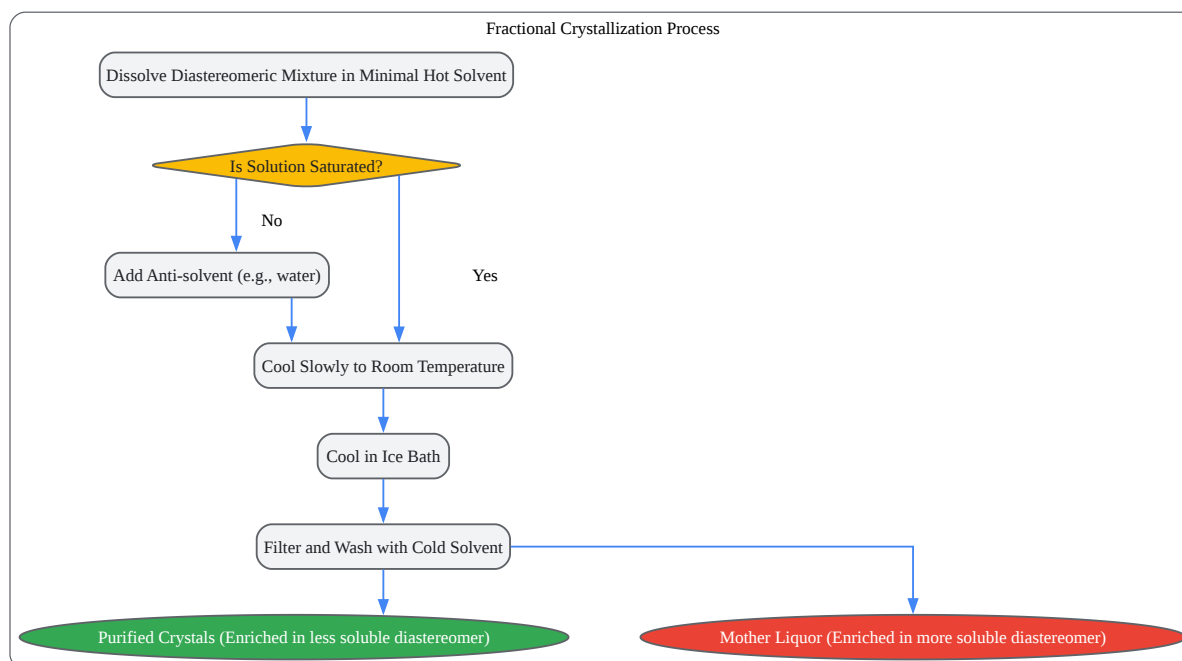 Fractional Crystallization Process
Dissolve Diastereomeric Mixture in Minimal Hot Solvent
Is Solution Saturated?
No
Add Anti-solvent (e.g., water)
Yes
Cool Slowly to Room Temperature
Cool in Ice Bath
Filter and Wash with Cold Solvent
Purified Crystals (Enriched in less soluble diastereomer)
Mother Liquor (Enriched in more soluble diastereomer)